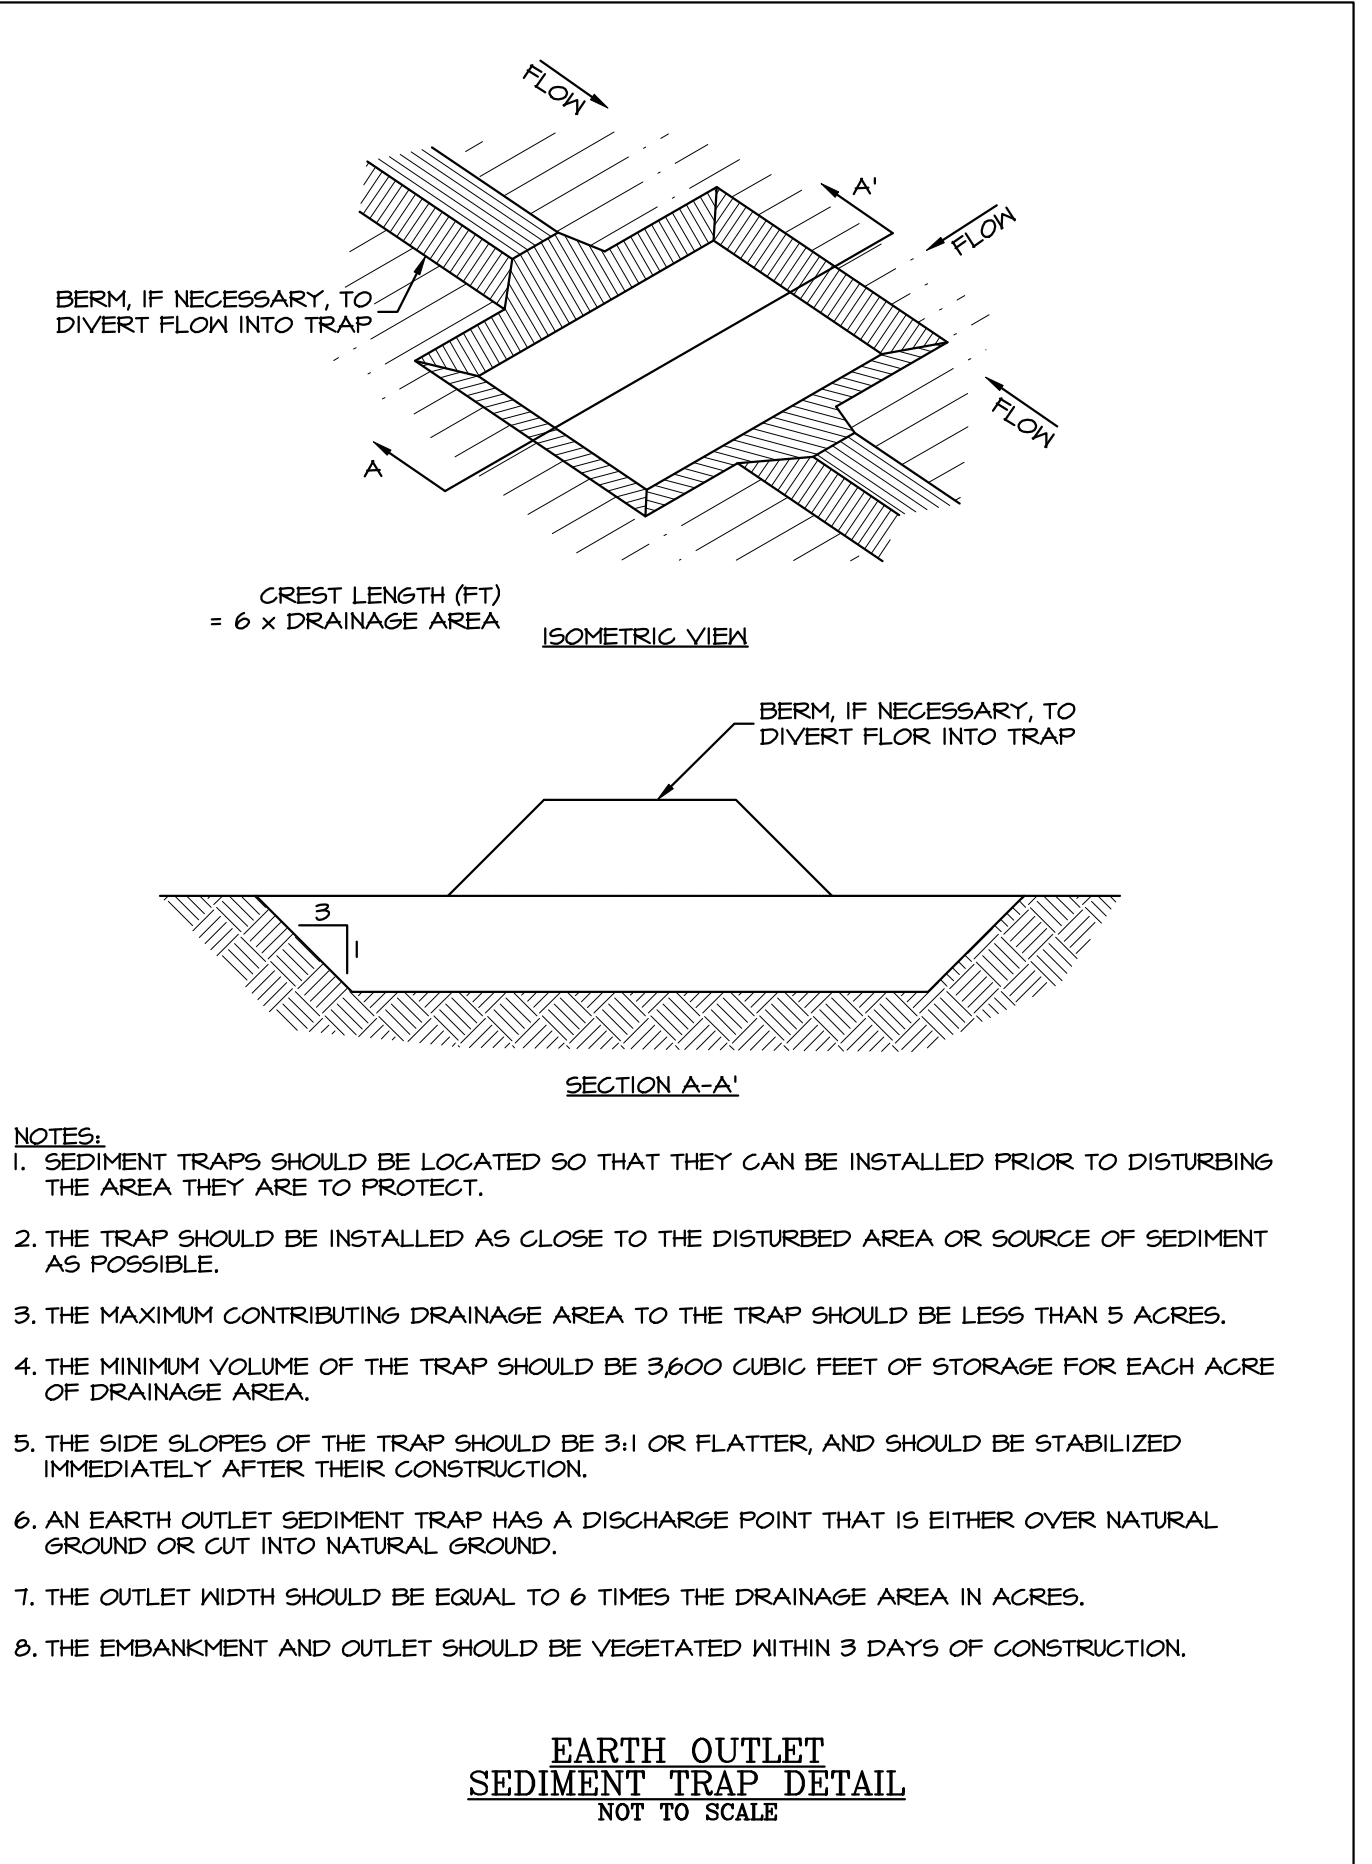 FLOW
A'
FLOW
BERM, IF NECESSARY, TO
DIVERT FLOW INTO TRAP
FLOW
A
CREST LENGTH (FT)
= 6 x DRAINAGE AREA
ISOMETRIC VIEW
BERM, IF NECESSARY, TO
DIVERT FLOR INTO TRAP
3
1
SECTION A-A'
NOTES:
1. SEDIMENT TRAPS SHOULD BE LOCATED SO THAT THEY CAN BE INSTALLED PRIOR TO DISTURBING
THE AREA THEY ARE TO PROTECT.
2. THE TRAP SHOULD BE INSTALLED AS CLOSE TO THE DISTURBED AREA OR SOURCE OF SEDIMENT
AS POSSIBLE.
3. THE MAXIMUM CONTRIBUTING DRAINAGE AREA TO THE TRAP SHOULD BE LESS THAN 5 ACRES.
4. THE MINIMUM VOLUME OF THE TRAP SHOULD BE 3,600 CUBIC FEET OF STORAGE FOR EACH ACRE
OF DRAINAGE AREA.
5. THE SIDE SLOPES OF THE TRAP SHOULD BE 3:1 OR FLATTER, AND SHOULD BE STABILIZED
IMMEDIATELY AFTER THEIR CONSTRUCTION.
6. AN EARTH OUTLET SEDIMENT TRAP HAS A DISCHARGE POINT THAT IS EITHER OVER NATURAL
GROUND OR CUT INTO NATURAL GROUND.
7. THE OUTLET WIDTH SHOULD BE EQUAL TO 6 TIMES THE DRAINAGE AREA IN ACRES.
8. THE EMBANKMENT AND OUTLET SHOULD BE VEGETATED WITHIN 3 DAYS OF CONSTRUCTION.
EARTH OUTLET
SEDIMENT TRAP DETAIL
NOT TO SCALE